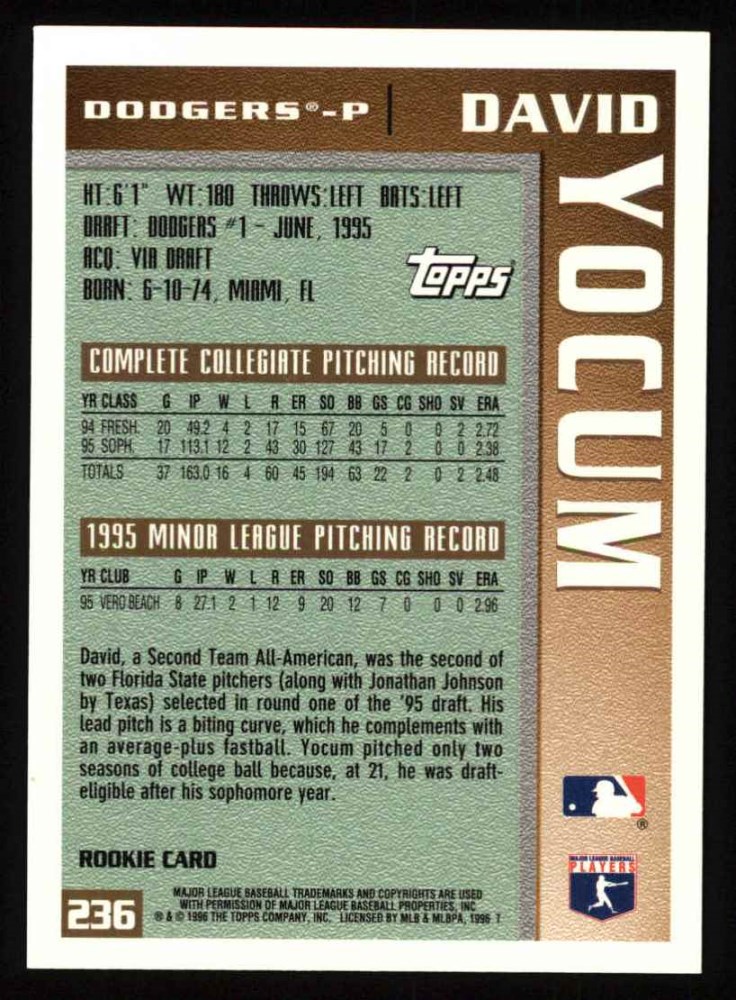 DODGERS®-P
DAVID
YOCUM
HT: 6'1" WT: 180 THROWS: LEFT BATS: LEFT
DRAFT: DODGERS #1 - JUNE, 1995
ACQ: VIA DRAFT
BORN: 6-10-74, MIAMI, FL
TOPPS
COMPLETE COLLEGIATE PITCHING RECORD
YR CLASS G IP W L R ER SO BB GS CG SHO SV ERA
94 FRESH. 20 49.2 4 2 17 15 67 20 5 0 0 2 2.72
95 SOPH. 17 113.1 12 2 43 30 127 43 17 2 0 0 2.38
TOTALS 37 163.0 16 4 60 45 194 63 22 2 0 2 2.48
1995 MINOR LEAGUE PITCHING RECORD
YR CLUB G IP W L R ER SO BB GS CG SHO SV ERA
95 VERO BEACH 8 27.1 2 1 12 9 20 12 7 0 0 0 2.96
David, a Second Team All-American, was the second of
two Florida State pitchers (along with Jonathan Johnson
by Texas) selected in round one of the '95 draft. His
lead pitch is a biting curve, which he complements with
an average-plus fastball. Yocum pitched only two
seasons of college ball because, at 21, he was draft-
eligible after his sophomore year.
ROOKIE CARD
236
MAJOR LEAGUE BASEBALL TRADEMARKS AND COPYRIGHTS ARE USED
WITH PERMISSION OF MAJOR LEAGUE BASEBALL PROPERTIES, INC
® & © 1996 THE TOPPS COMPANY, INC. LICENSED BY MLB & MLBPA, 1996 T
®
MAJOR LEAGUE BASEBALL
PLAYERS